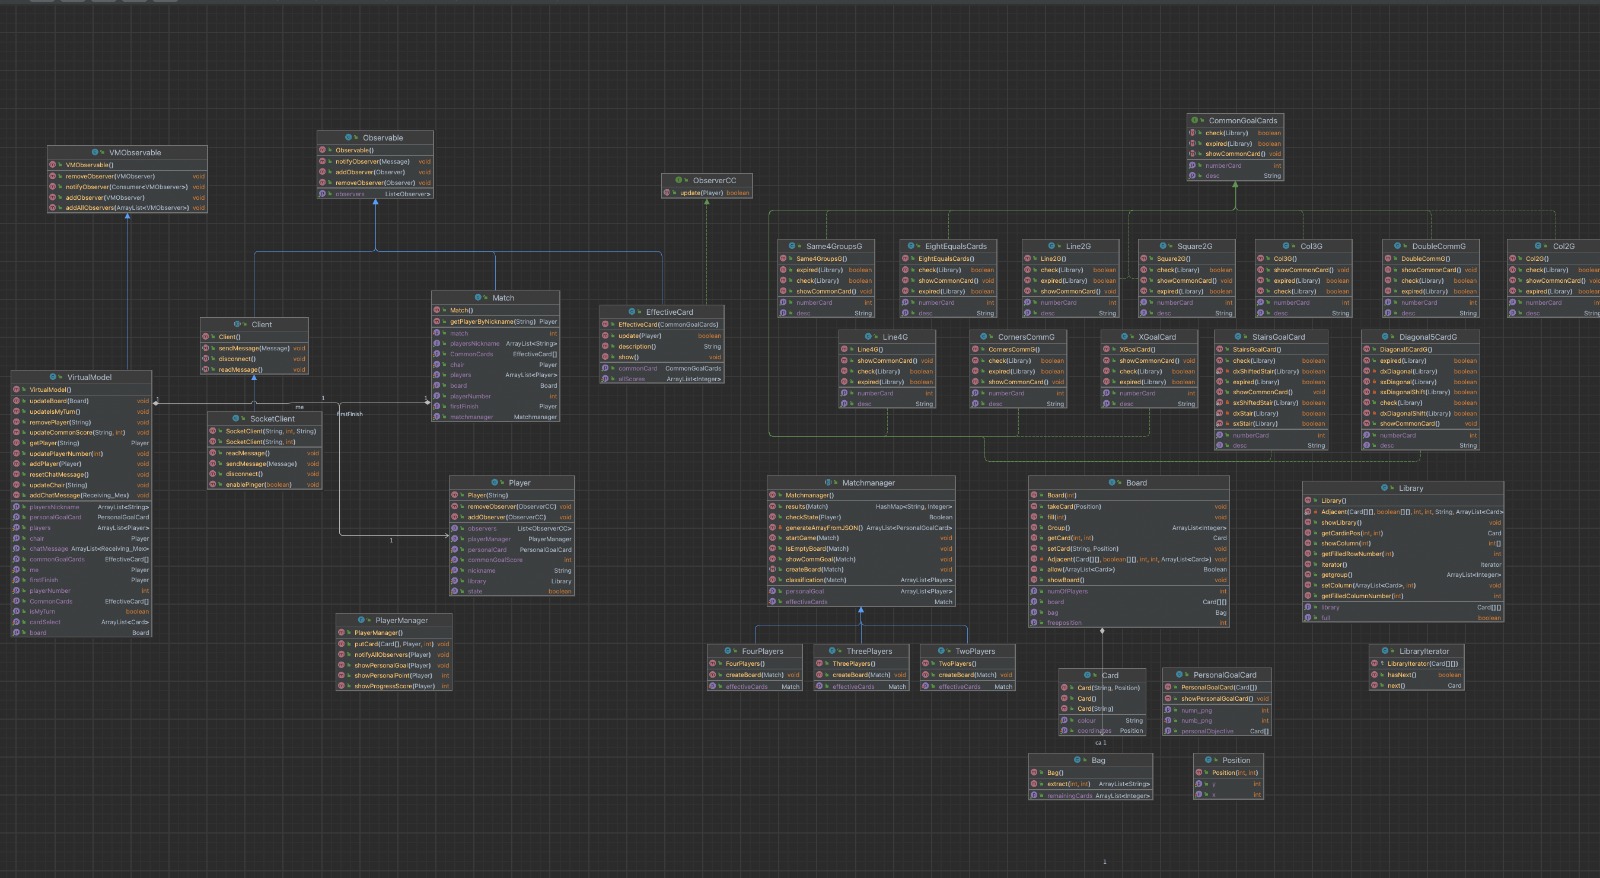 VMObservable
VMObservable()
removeObserver(VMObserver) void
notifyObserver(Consumer<VMObserver>) void
addObserver(VMObserver) void
addAllObservers(ArrayList<VMObserver>) void
Observable
Observable()
notifyObserver(Message) void
addObserver(Observer) void
removeObserver(Observer) void
observers List<Observer>
ObserverCC
update(Player) boolean
CommonGoalCards
check(Library) boolean
expired(Library) boolean
showCommonCard() void
numberCard int
desc String
Same4GroupsG
Same4GroupsG()
expired(Library) boolean
check(Library) boolean
showCommonCard() void
numberCard int
desc String
EightEqualsCards
EightEqualsCards()
check(Library) boolean
showCommonCard() void
expired(Library) boolean
numberCard int
desc String
Line2G
Line2G()
check(Library) boolean
expired(Library) boolean
showCommonCard() void
numberCard int
desc String
Square2G
Square2G()
check(Library) boolean
showCommonCard() void
expired(Library) boolean
numberCard int
desc String
Col3G
Col3G()
showCommonCard() void
check(Library) boolean
expired(Library) boolean
numberCard int
desc String
DoubleCommG
DoubleCommG()
showCommonCard() void
check(Library) boolean
expired(Library) boolean
numberCard int
desc String
Col2G
Col2G()
check(Library) boolean
showCommonCard() void
expired(Library) boolean
numberCard int
desc String
Line4G
Line4G()
showCommonCard() void
check(Library) boolean
expired(Library) boolean
numberCard int
desc String
CornersCommG
CornersCommG()
check(Library) boolean
expired(Library) boolean
showCommonCard() void
numberCard int
desc String
XGoalCard
XGoalCard()
showCommonCard() void
check(Library) boolean
expired(Library) boolean
numberCard int
desc String
StairsGoalCard
StairsGoalCard()
check(Library) boolean
dxShiftedStair(Library) boolean
expired(Library) boolean
showCommonCard() void
sxShiftedStair(Library) boolean
dxStair(Library) boolean
sxStair(Library) boolean
numberCard int
desc String
Diagonal5CardG
Diagonal5CardG()
expired(Library) boolean
dxDiagonal(Library) boolean
sxDiagonal(Library) boolean
sxDiagonalShift(Library) boolean
check(Library) boolean
dxDiagonalShift(Library) boolean
showCommonCard() void
numberCard int
desc String
Match
Match()
getPlayerByNickname(String) Player
match int
playersNickname ArrayList<String>
CommonCards EffectiveCard[]
chair Player
players ArrayList<Player>
board Board
playerNumber int
firstFinish Player
matchmanager Matchmanager
EffectiveCard
EffectiveCard(CommonGoalCards)
update(Player) boolean
description() String
show() void
commonCard CommonGoalCards
allScores ArrayList<Integer>
Client
Client()
sendMessage(Message) void
disconnect() void
readMessage() void
VirtualModel
VirtualModel()
updateBoard(Board) void
updateIsMyTurn() void
removePlayer(String) void
updateCommonScore(String, int) void
getPlayer(String) Player
updatePlayerNumber(int) void
addPlayer(Player) void
resetChatMessage() void
updateChair(String) void
addChatMessage(Receiving_Mex) void
playersNickname ArrayList<String>
personalGoalCard PersonalGoalCard
players ArrayList<Player>
chair Player
chatMessage ArrayList<Receiving_Mex>
commonGoalCards EffectiveCard[]
me Player
firstFinish Player
playerNumber int
CommonCards EffectiveCard[]
isMyTurn boolean
cardSelect ArrayList<Card>
board Board
1
1
me
firstFinish
1
1
SocketClient
SocketClient(String, int, String)
SocketClient(String, int)
readMessage() void
sendMessage(Message) void
disconnect() void
enablePinger(boolean) void
Player
Player(String)
removeObserver(ObserverCC) void
addObserver(ObserverCC) void
observers List<ObserverCC>
playerManager PlayerManager
personalCard PersonalGoalCard
commonGoalScore int
nickname String
library Library
state boolean
PlayerManager
PlayerManager()
putCard(Card[], Player, int) void
notifyAllObservers(Player) void
showPersonalGoal(Player) void
showPersonalPoint(Player) int
showProgressScore(Player) int
Matchmanager
Matchmanager()
results(Match) HashMap<String, Integer>
checkState(Player) Boolean
generateArrayFromJSON() ArrayList<PersonalGoalCard>
startGame(Match) void
isEmptyBoard(Match) void
showCommGoal(Match) void
createBoard(Match) void
classification(Match) ArrayList<Player>
personalGoal ArrayList<Player>
effectiveCards Match
FourPlayers
FourPlayers()
createBoard(Match) void
effectiveCards Match
ThreePlayers
ThreePlayers()
createBoard(Match) void
effectiveCards Match
TwoPlayers
TwoPlayers()
createBoard(Match) void
effectiveCards Match
Board
Board(int)
takeCard(Position) void
fill(int) void
Group() ArrayList<Integer>
getCard(int, int) Card
setCard(String, Position) void
Adjacent(Card[][], boolean[][], int, int, ArrayList<Card>) void
allow(ArrayList<Card>) Boolean
showBoard() void
numOfPlayers int
board Card[][]
bag Bag
freeposition int
Library
Library()
Adjacent(Card[][], boolean[][], int, int, String, ArrayList<Card>)
showLibrary() void
getCardinPos(int, int) Card
showColumn(int) int[]
getFilledRowNumber(int) int
iterator() Iterator
getgroup() ArrayList<Integer>
setColumn(ArrayList<Card>, int) void
getFilledColumnNumber(int) int
library Card[][]
full boolean
LibraryIterator
LibraryIterator(Card[][])
hasNext() boolean
next() Card
Card
Card(String, Position)
Card()
Card(String)
colour String
coordinates Position
ca 1
PersonalGoalCard
PersonalGoalCard(Card[])
showPersonalGoalCard() void
numn_png int
numb_png int
personalObjective Card[]
Bag
Bag()
extract(int, int) ArrayList<String>
remainingCards ArrayList<Integer>
Position
Position(int, int)
int
int
1